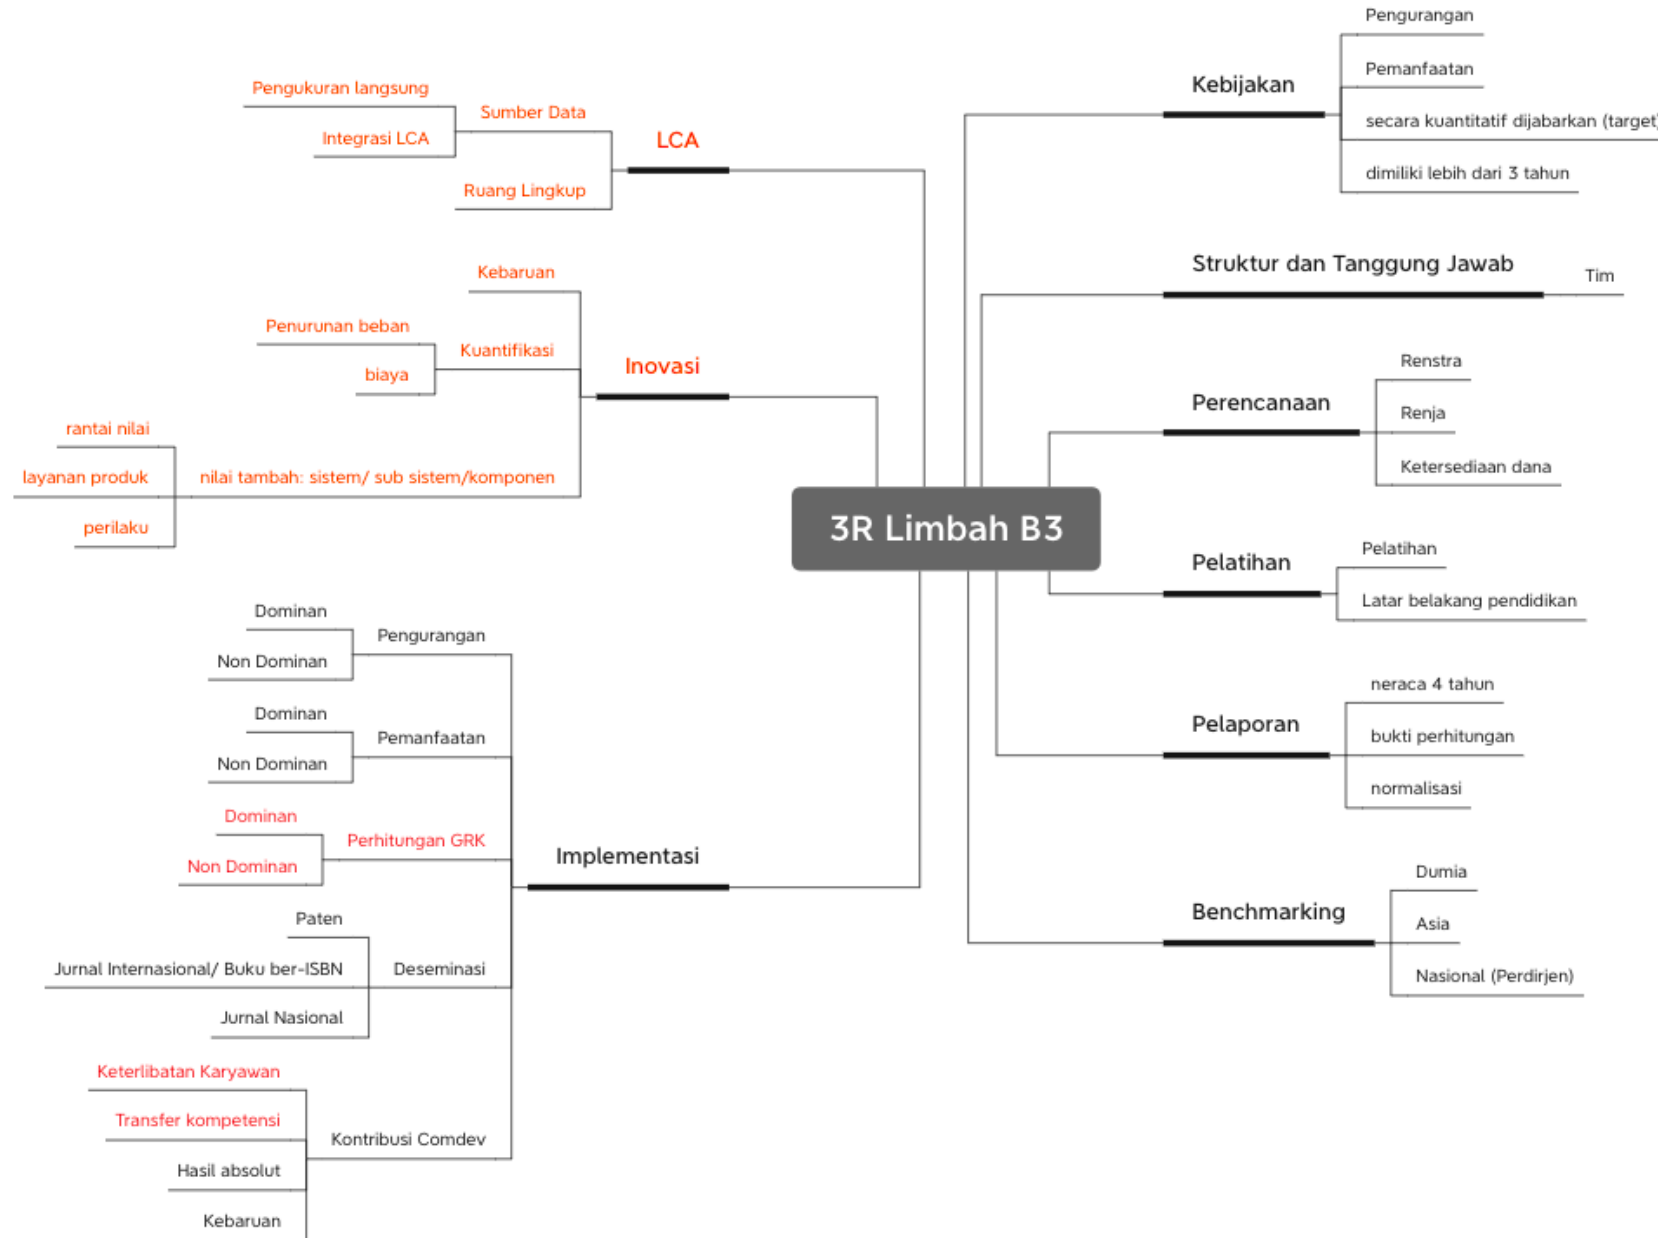 3R Limbah B3
Kebijakan
Pengurangan
Pemanfaatan
secara kuantitatif dijabarkan (target)
dimiliki lebih dari 3 tahun
Struktur dan Tanggung Jawab
Tim
Perencanaan
Renstra
Renja
Ketersediaan dana
Pelatihan
Pelatihan
Latar belakang pendidikan
Pelaporan
neraca 4 tahun
bukti perhitungan
normalisasi
Benchmarking
Dumia
Asia
Nasional (Perdirjen)
LCA
Sumber Data
Pengukuran langsung
Integrasi LCA
Ruang Lingkup
Inovasi
Kebaruan
Kuantifikasi
Penurunan beban
biaya
nilai tambah: sistem/ sub sistem/komponen
rantai nilai
layanan produk
perilaku
Implementasi
Pengurangan
Dominan
Non Dominan
Pemanfaatan
Dominan
Non Dominan
Perhitungan GRK
Dominan
Non Dominan
Deseminasi
Paten
Jurnal Internasional/ Buku ber-ISBN
Jurnal Nasional
Kontribusi Comdev
Keterlibatan Karyawan
Transfer kompetensi
Hasil absolut
Kebaruan